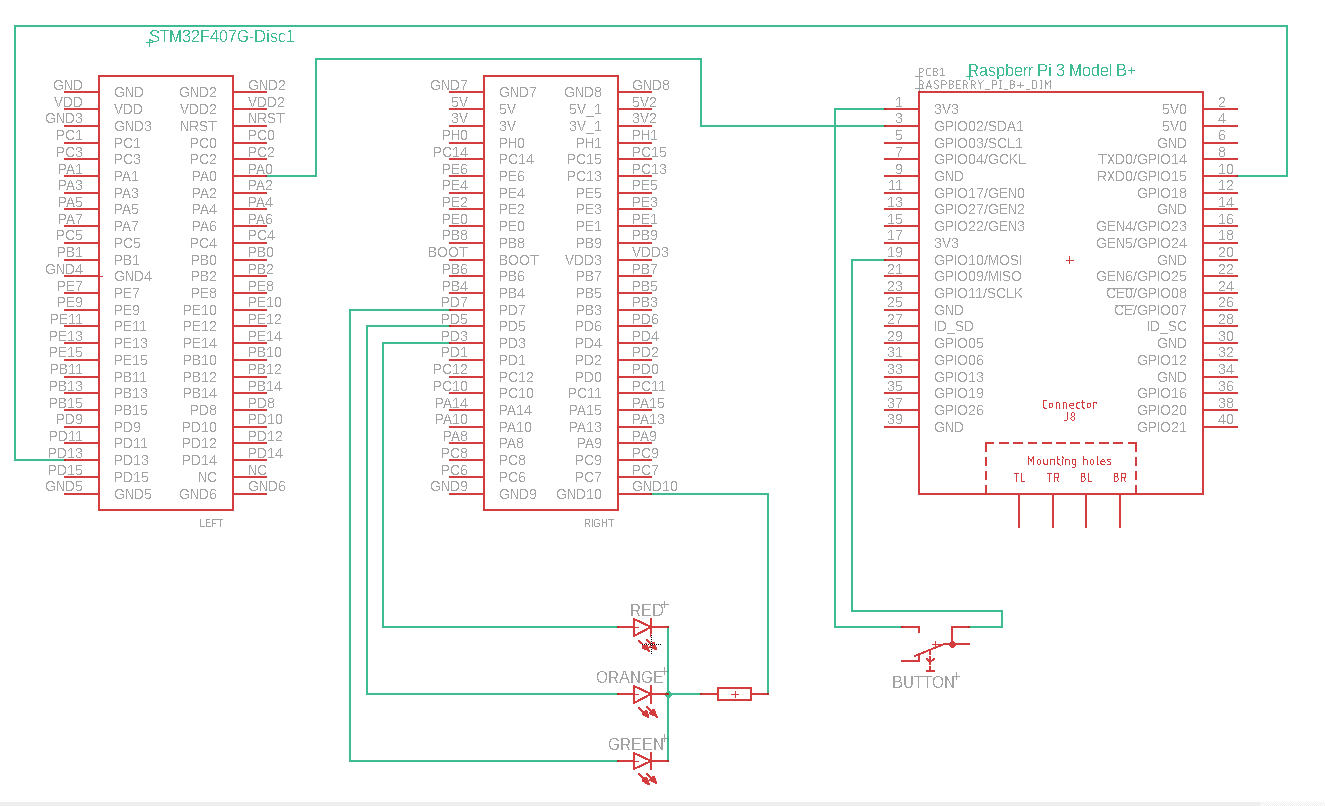 STM32F407G-Disc1
GND GND GND2 GND2
VDD VDD VDD2 VDD2
GND3 GND3 NRST NRST
PC1 PC1 PC0 PC0
PC3 PC3 PC2 PC2
PA1 PA1 PA0 PA0
PA3 PA3 PA2 PA2
PA5 PA5 PA4 PA4
PA7 PA7 PA6 PA6
PC5 PC5 PC4 PC4
PB1 PB1 PB0 PB0
GND4 GND4 PB2 PB2
PE7 PE7 PE8 PE8
PE9 PE9 PE10 PE10
PE11 PE11 PE12 PE12
PE13 PE13 PE14 PE14
PE15 PE15 PB10 PB10
PB11 PB11 PB12 PB12
PB13 PB13 PB14 PB14
PB15 PB15 PD8 PD8
PD9 PD9 PD10 PD10
PD11 PD11 PD12 PD12
PD13 PD13 PD14 PD14
PD15 PD15 NC NC
GND5 GND5 GND6 GND6
LEFT
GND7 GND7 GND8 GND8
5V 5V 5V_1 5V2
3V 3V 3V_1 3V2
PH0 PH0 PH1 PH1
PC14 PC14 PC15 PC15
PE6 PE6 PC13 PC13
PE4 PE4 PE5 PE5
PE2 PE2 PE3 PE3
PE0 PE0 PE1 PE1
PB8 PB8 PB9 PB9
BOOT BOOT VDD3 VDD3
PB6 PB6 PB7 PB7
PB4 PB4 PB5 PB5
PD7 PD7 PB3 PB3
PD5 PD5 PD6 PD6
PD3 PD3 PD4 PD4
PD1 PD1 PD2 PD2
PC12 PC12 PD0 PD0
PC10 PC10 PC11 PC11
PA14 PA14 PA15 PA15
PA10 PA10 PA13 PA13
PA8 PA8 PA9 PA9
PC8 PC8 PC9 PC9
PC6 PC6 PC7 PC7
GND9 GND9 GND10 GND10
RIGHT
PCB1 Raspberr Pi 3 Model B+
RASPBERRY_PI_B+_DIM
1 3V3 5V0 2
3 GPIO02/SDA1 5V0 4
5 GPIO03/SCL1 GND 6
7 GPIO04/GCKL TXD0/GPIO14 8
9 GND RXD0/GPIO15 10
11 GPIO17/GEN0 GPIO18 12
13 GPIO27/GEN2 GND 14
15 GPIO22/GEN3 GEN4/GPIO23 16
17 3V3 GEN5/GPIO24 18
19 GPIO10/MOSI GND 20
21 GPIO09/MISO GEN6/GPIO25 22
23 GPIO11/SCLK CE0/GPIO08 24
25 GND CE/GPIO07 26
27 ID_SD ID_SC 28
29 GPIO05 GND 30
31 GPIO06 GPIO12 32
33 GPIO13 GND 34
35 GPIO19 GPIO16 36
37 GPIO26 GPIO20 38
39 GND GPIO21 40
Connector
J8
Mounting holes
TL TR BL BR
RED
ORANGE
GREEN
BUTTON